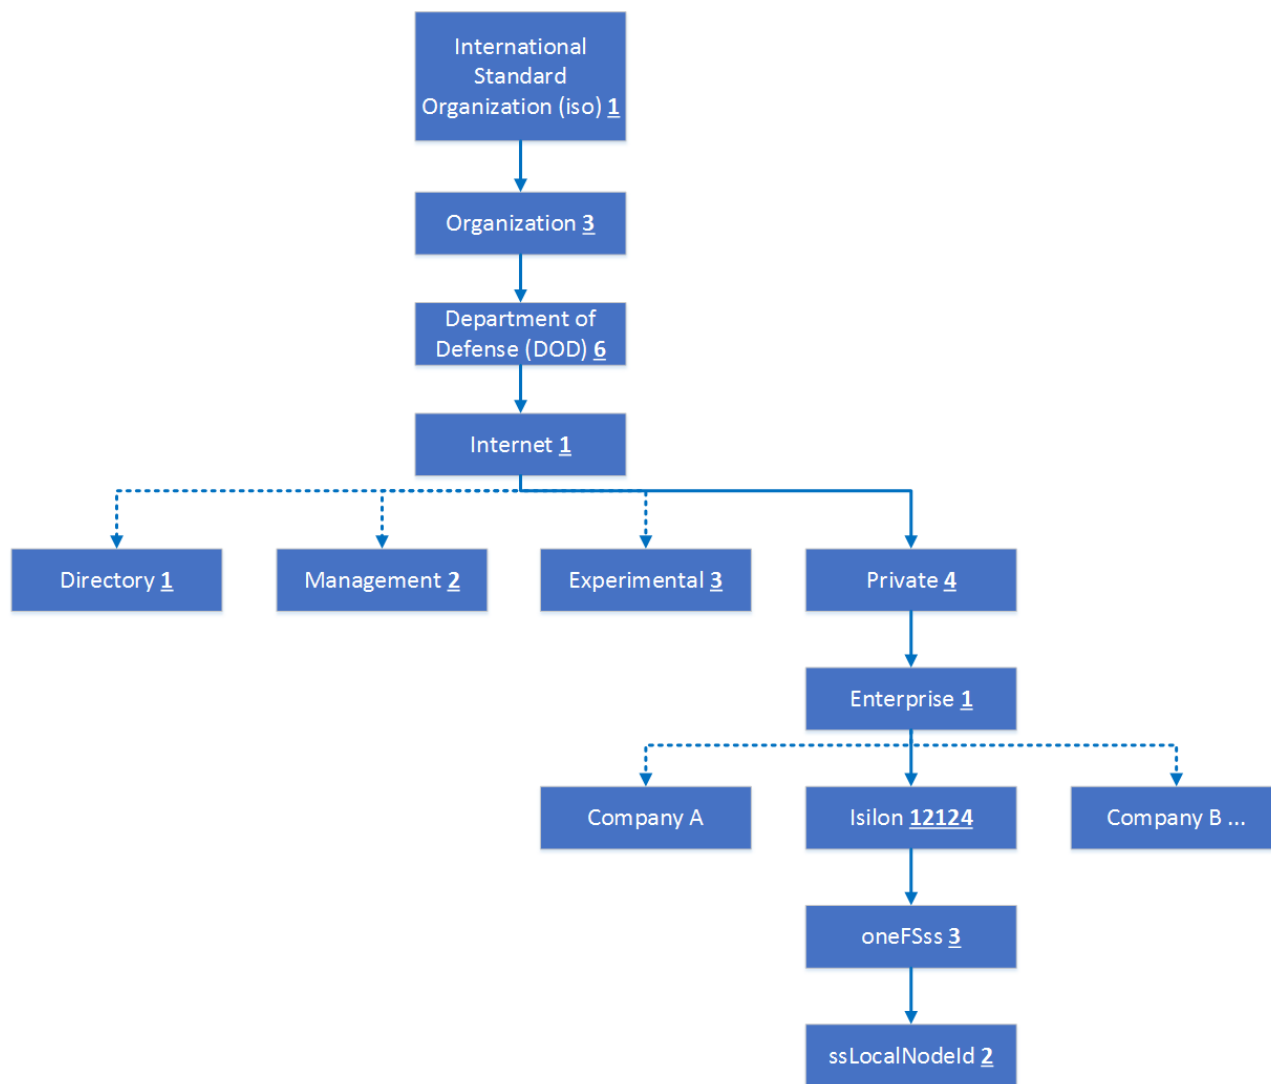 International
Standard
Organization (iso) 1
Organization 3
Department of
Defense (DOD) 6
Internet 1
Directory 1
Management 2
Experimental 3
Private 4
Enterprise 1
Company A
Isilon 12124
Company B ...
oneFSss 3
ssLocalNodeId 2